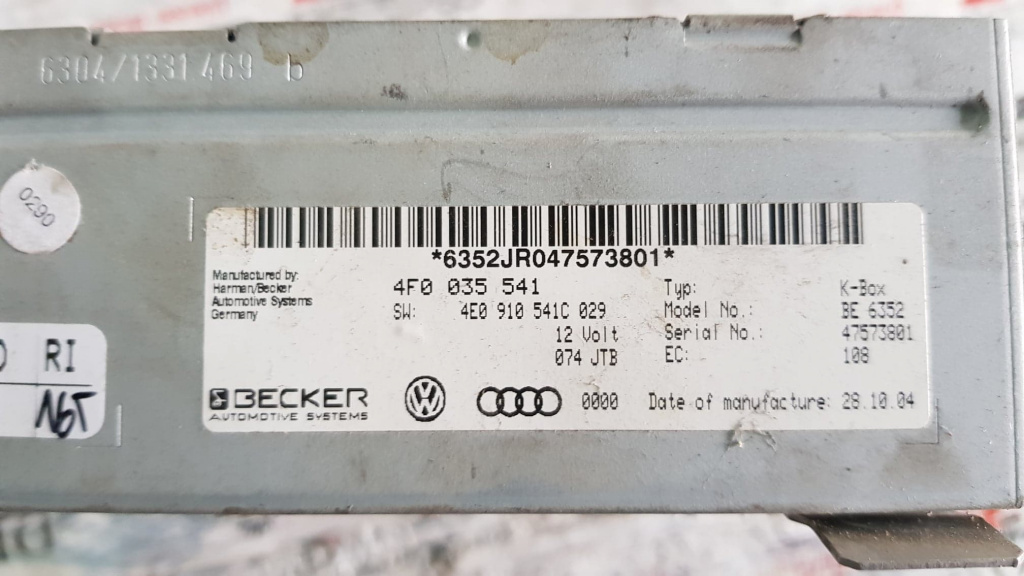 6304/1331 469 b
0290
*6352JR047573801*
Manufactured by:
Harman/Becker
Automotive Systems
Germany
4F0 035 541
SW: 4E0 910 541C 029
12 Volt
074 JTB
Typ: K-Box
Model No.: BE 6352
Serial No.: 47573801
EC: 108
BECKER
AUTOMOTIVE SYSTEMS
0000 Date of manufacture: 28.10.04
RI